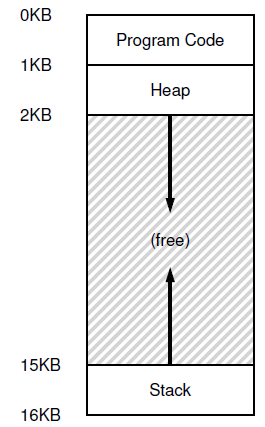 0KB
Program Code
1KB
Heap
2KB
(free)
15KB
Stack
16KB